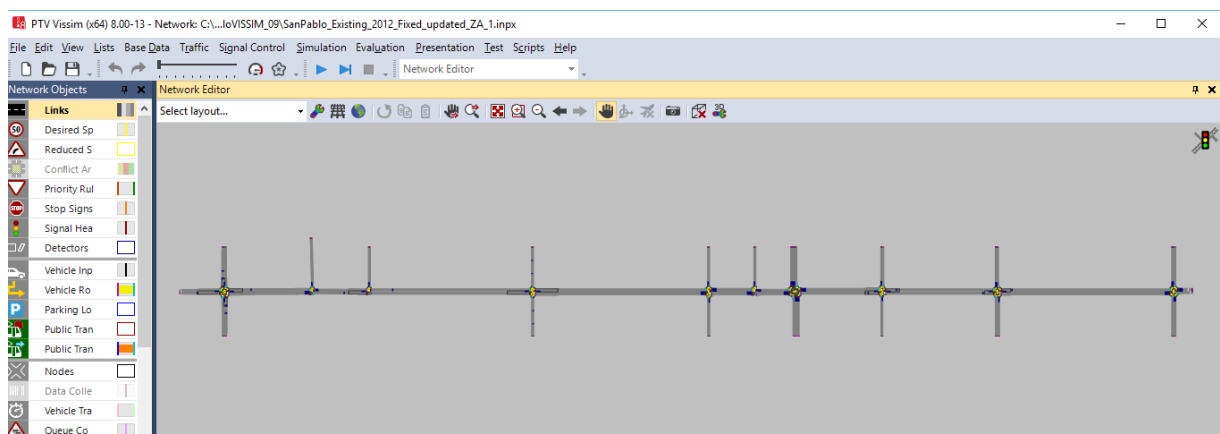 PTV Vissim (x64) 8.00-13 - Network: C:\...loVISSIM_09\SanPablo_Existing_2012_Fixed_updated_ZA_1.inpx
File Edit View Lists Base Data Traffic Signal Control Simulation Evaluation Presentation Test Scripts Help
Network Editor
Network Objects
Network Editor
Links
Select layout...
50
Desired Sp
Reduced S
Conflict Ar
Priority Rul
STOP
Stop Signs
Signal Hea
Detectors
Vehicle Inp
Vehicle Ro
P
Parking Lo
Public Tran
Public Tran
Nodes
Data Colle
Vehicle Tra
Queue Co